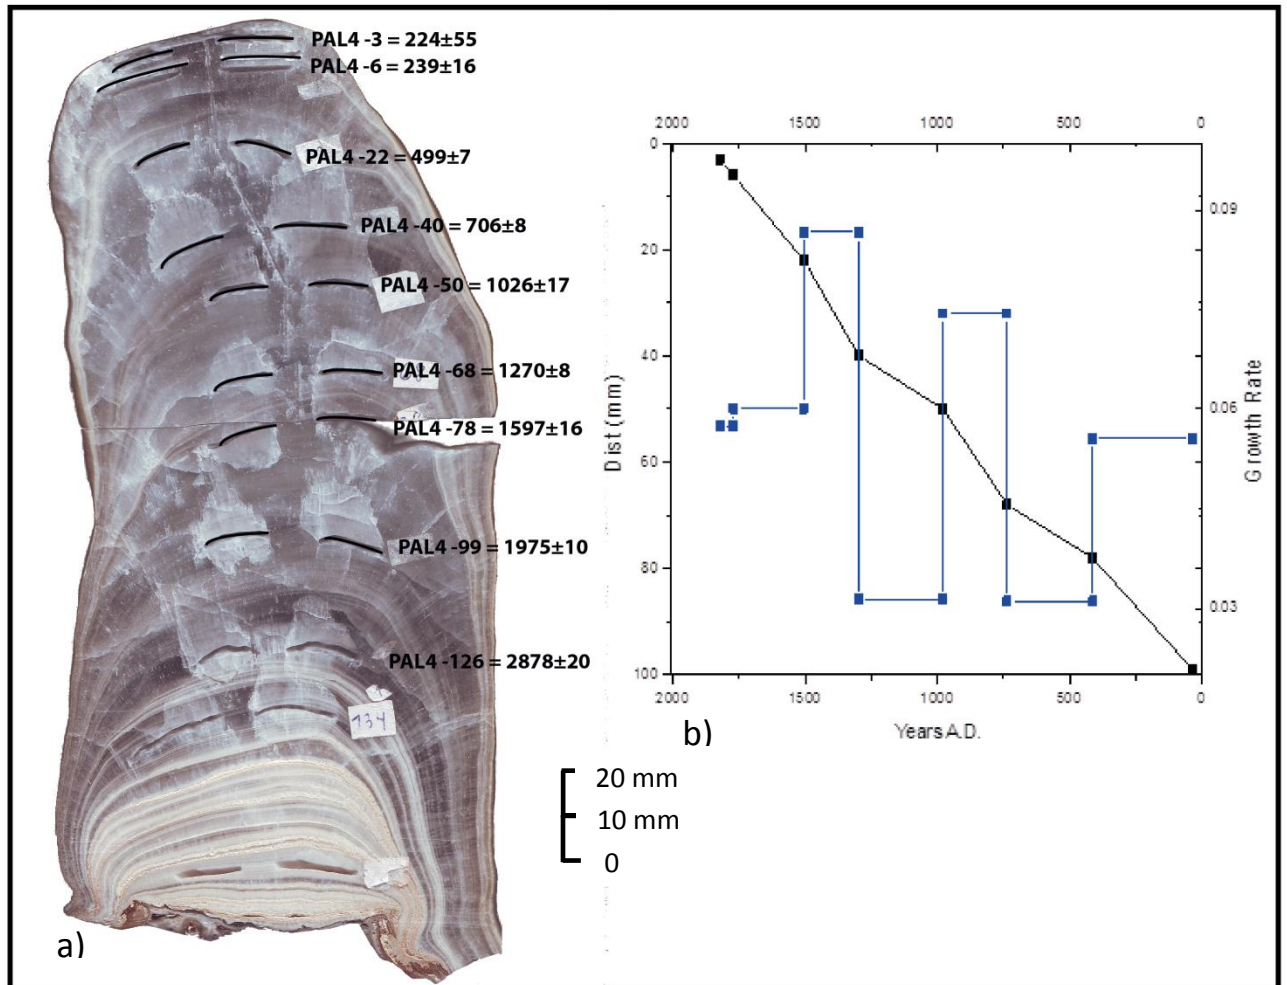 PAL4 -3 = 224±55
PAL4 -6 = 239±16
PAL4 -22 = 499±7
PAL4 -40 = 706±8
PAL4 -50 = 1026±17
PAL4 -68 = 1270±8
PAL4 -78 = 1597±16
PAL4 -99 = 1975±10
PAL4 -126 = 2878±20
134
a)
2000 1500 1000 500 0
0
20
40
60
80
100
Dist (mm)
0.09
0.06
0.03
Growth Rate
2000 1500 1000 500 0
Years A.D.
b)
20 mm
10 mm
0